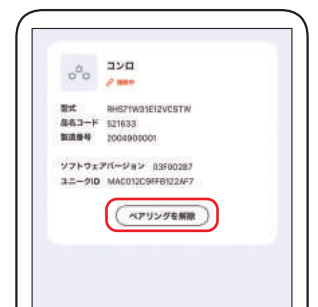 コンロ
接続中
型式 RHS71W31E12VCSTW
品名コード 521633
製造番号 2004900001
ソフトウェアバージョン 03F00287
ユニークID MAC012C9FFB122AF7
ペアリングを解除